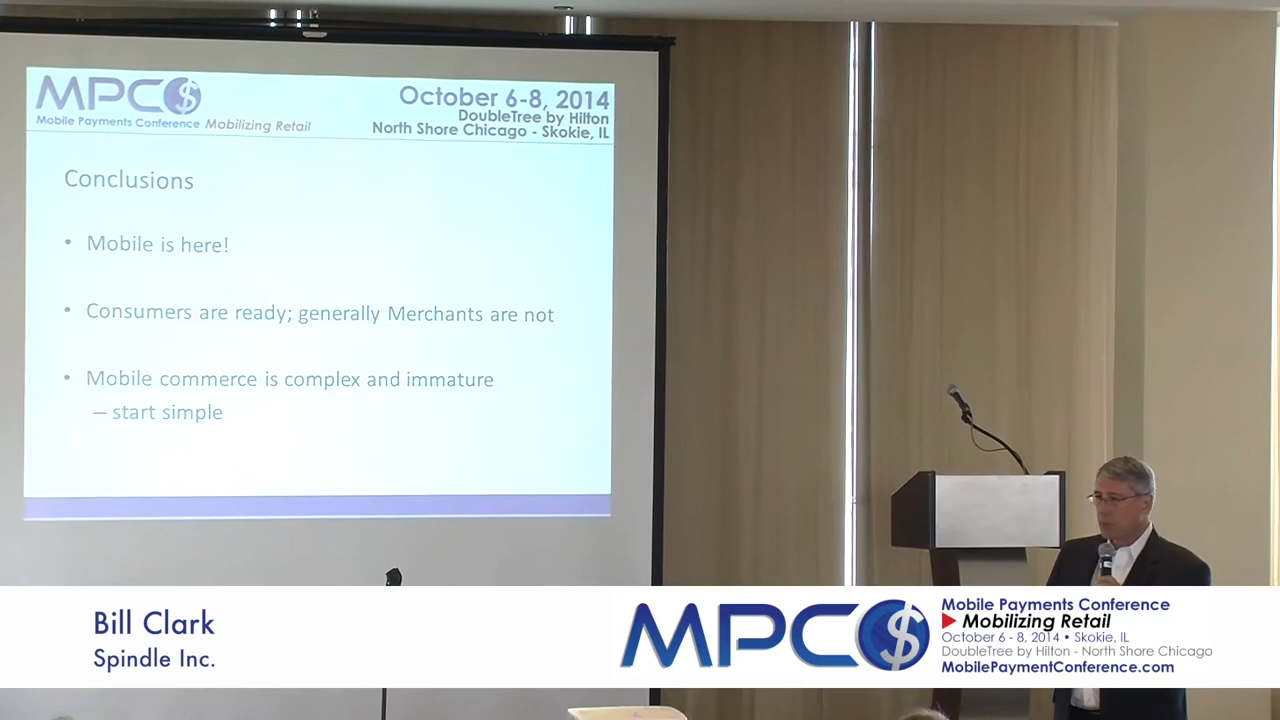 MPC$
Mobile Payments Conference Mobilizing Retail
October 6-8, 2014
DoubleTree by Hilton
North Shore Chicago - Skokie, IL
Conclusions
• Mobile is here!
• Consumers are ready; generally Merchants are not
• Mobile commerce is complex and immature
– start simple
Bill Clark
Spindle Inc.
MPC$
Mobile Payments Conference
Mobilizing Retail
October 6 - 8, 2014 • Skokie, IL
DoubleTree by Hilton - North Shore Chicago
MobilePaymentConference.com